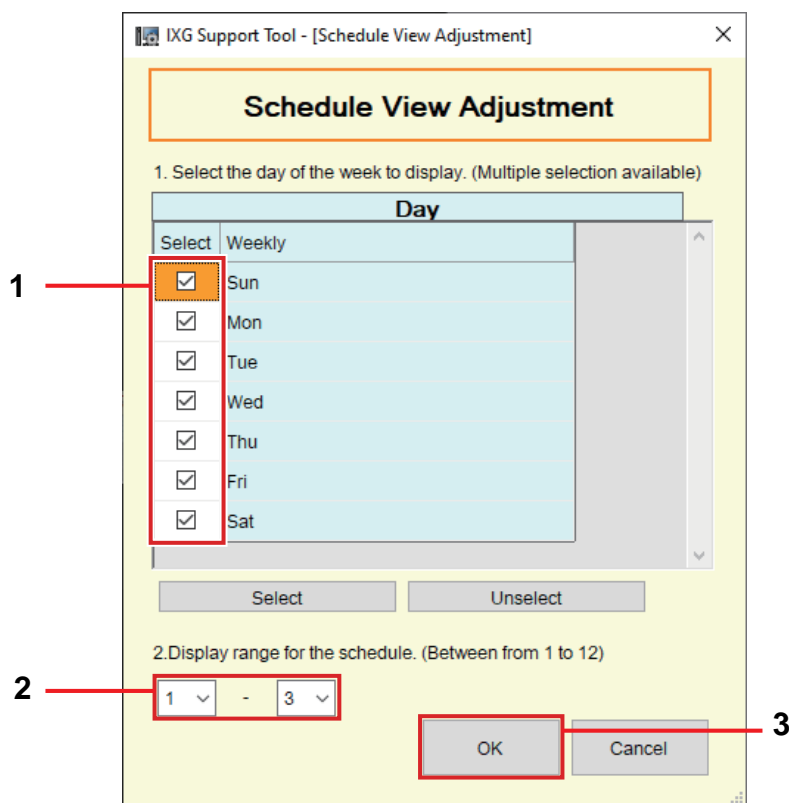 IXG Support Tool - [Schedule View Adjustment]
Schedule View Adjustment
1. Select the day of the week to display. (Multiple selection available)
Day
Select Weekly
1
Sun
Mon
Tue
Wed
Thu
Fri
Sat
Select Unselect
2.Display range for the schedule. (Between from 1 to 12)
2
1 - 3
3
OK Cancel